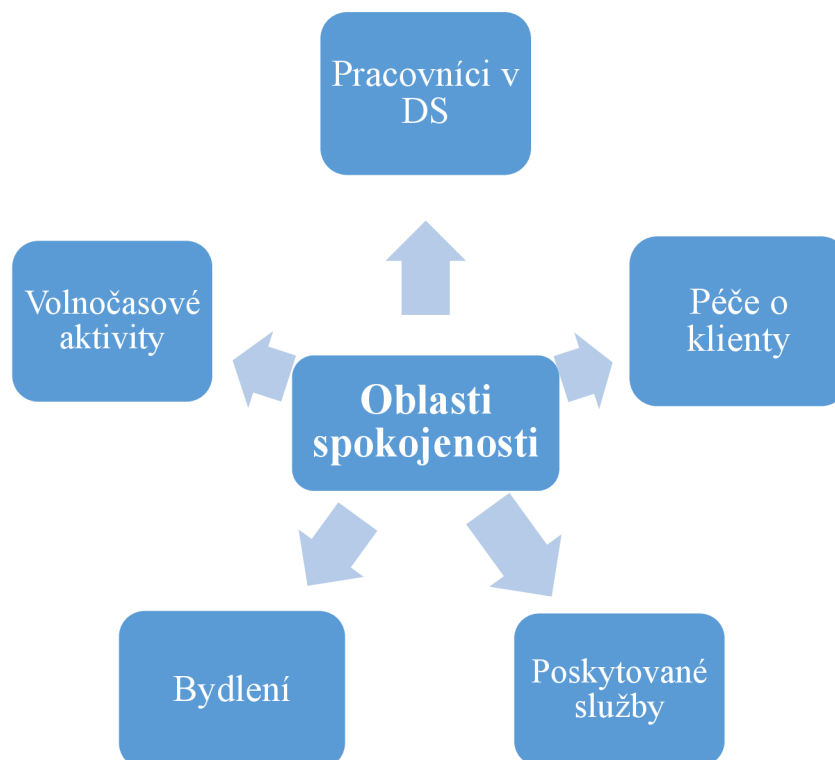 Pracovníci v
DS
Volnočasové
aktivity
Péče o
klienty
Oblasti
spokojenosti
Bydlení
Poskytované
služby